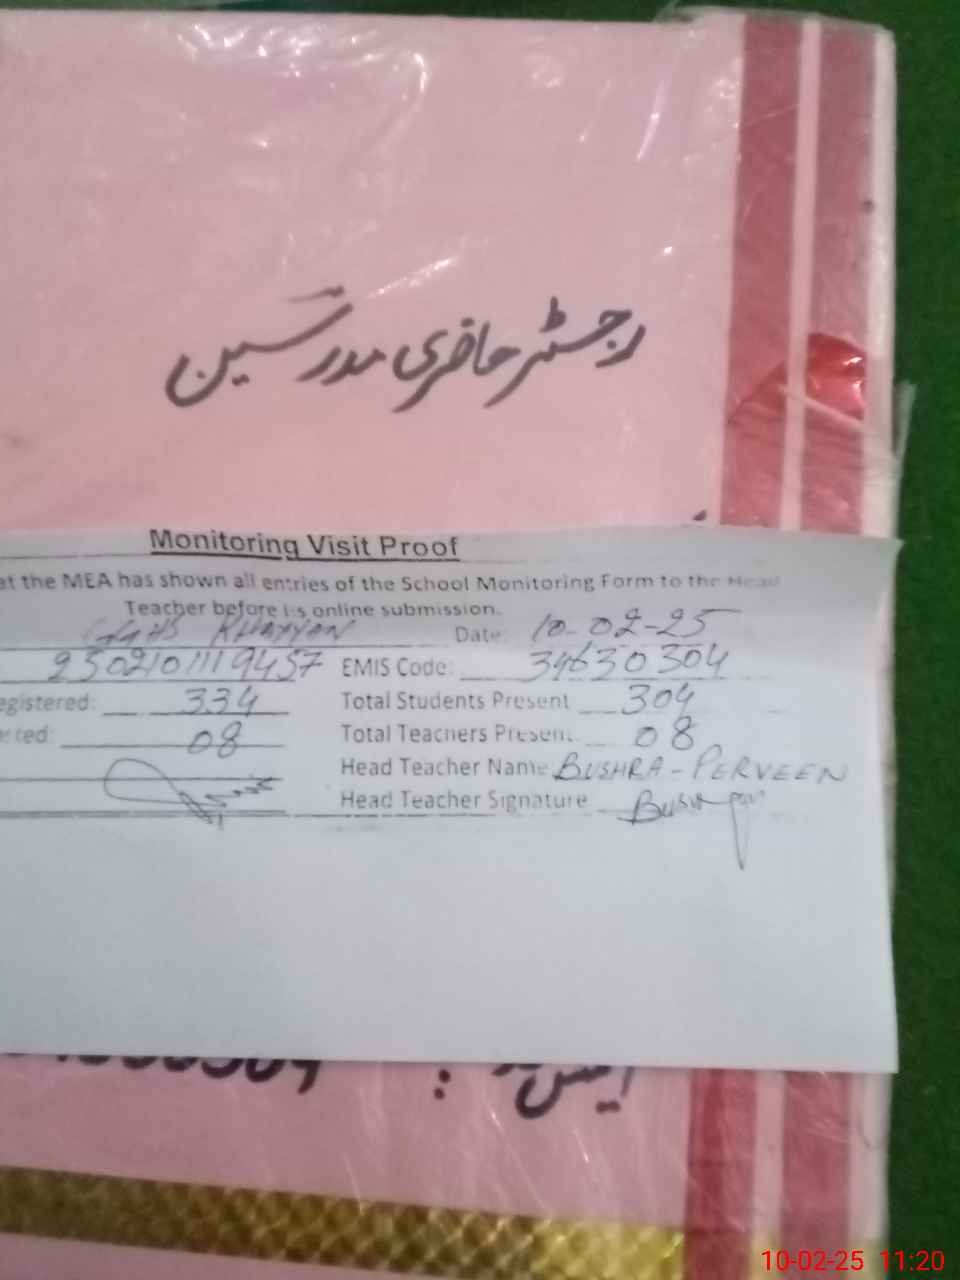 رجسٹر حاضری مدرسین
Monitoring Visit Proof
at the MEA has shown all entries of the School Monitoring Form to the Head
Teacher before its online submission.
GGHS KHAYYAN Date: 10-02-25
2502101119457 EMIS Code: 34630304
egistered: 334 Total Students Present 304
08 Total Teachers Present 08
Head Teacher Name: BUSHRA - PERVEEN
Head Teacher Signature
10-02-25 11:20